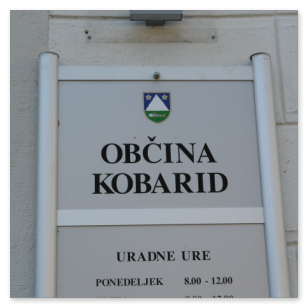 OBČINA
KOBARID
URADNE URE
PONEDELJEK 8.00 - 12.00